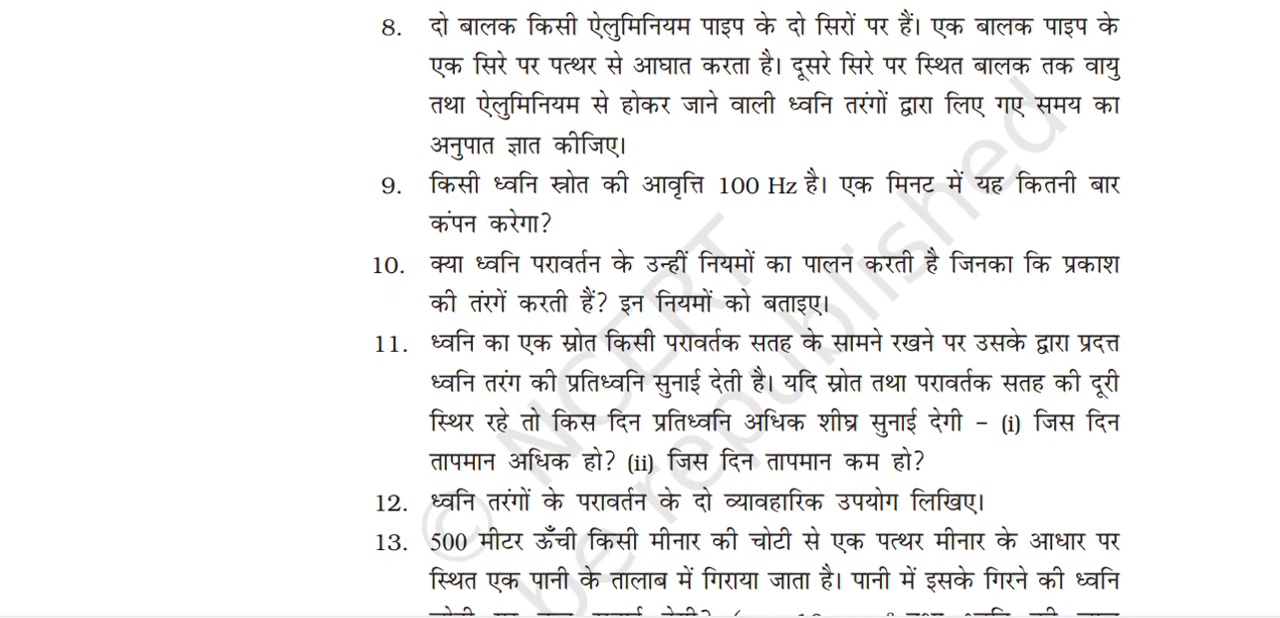 8. दो बालक किसी ऐलुमिनियम पाइप के दो सिरों पर हैं। एक बालक पाइप के
एक सिरे पर पत्थर से आघात करता है। दूसरे सिरे पर स्थित बालक तक वायु
तथा ऐलुमिनियम से होकर जाने वाली ध्वनि तरंगों द्वारा लिए गए समय का
अनुपात ज्ञात कीजिए।
9. किसी ध्वनि स्रोत की आवृत्ति 100 Hz है। एक मिनट में यह कितनी बार
कंपन करेगा?
10. क्या ध्वनि परावर्तन के उन्हीं नियमों का पालन करती है जिनका कि प्रकाश
की तरंगें करती हैं? इन नियमों को बताइए।
11. ध्वनि का एक स्रोत किसी परावर्तक सतह के सामने रखने पर उसके द्वारा प्रदत्त
ध्वनि तरंग की प्रतिध्वनि सुनाई देती है। यदि स्रोत तथा परावर्तक सतह की दूरी
स्थिर रहे तो किस दिन प्रतिध्वनि अधिक शीघ्र सुनाई देगी – (i) जिस दिन
तापमान अधिक हो? (ii) जिस दिन तापमान कम हो?
12. ध्वनि तरंगों के परावर्तन के दो व्यावहारिक उपयोग लिखिए।
13. 500 मीटर ऊँची किसी मीनार की चोटी से एक पत्थर मीनार के आधार पर
स्थित एक पानी के तालाब में गिराया जाता है। पानी में इसके गिरने की ध्वनि
© NCERT
be republished